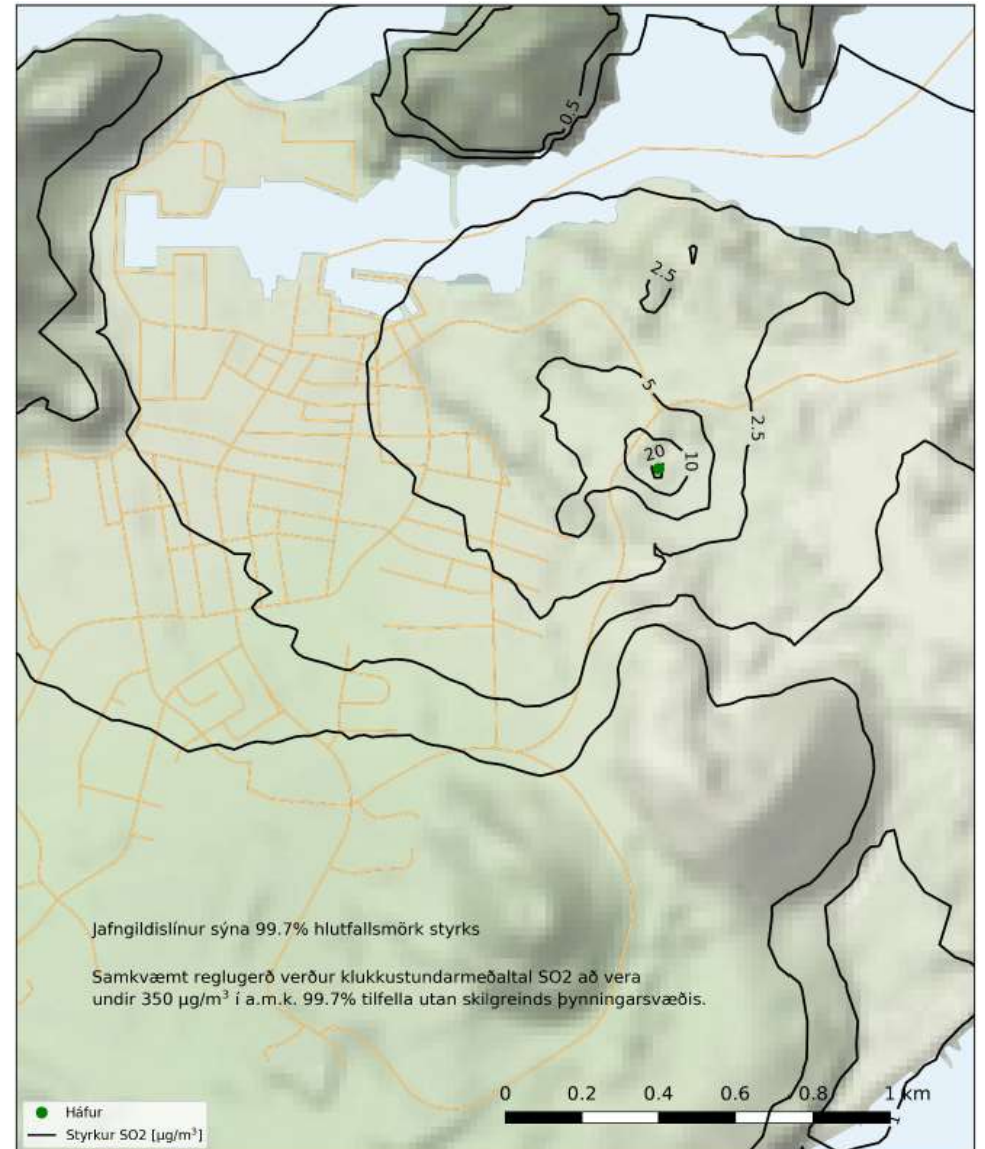 0.5
2.5
5
2.5
20
10
Jafngildislínur sýna 99.7% hlutfallsmörk styrks
Samkvæmt reglugerð verður klukkustundarmeðaltal SO2 að vera
undir 350 µg/m³ í a.m.k. 99.7% tilfella utan skilgreinds þynningarsvæðis.
0 0.2 0.4 0.6 0.8 1 km
1
Háfur
Styrkur SO2 [µg/m³]